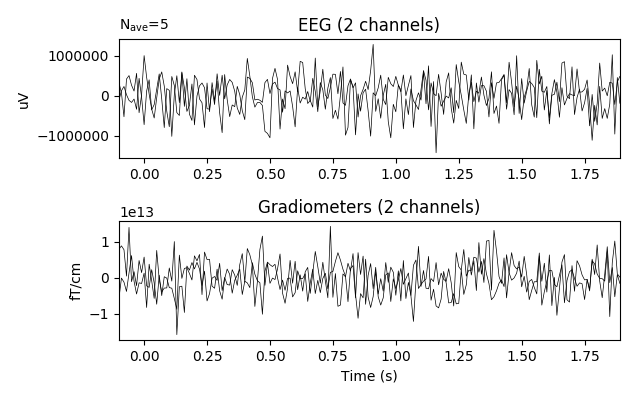 Nave=5
EEG (2 channels)
uV
1000000
0
−1000000
0.00 0.25 0.50 0.75 1.00 1.25 1.50 1.75
1e13
Gradiometers (2 channels)
fT/cm
1
0
−1
0.00 0.25 0.50 0.75 1.00 1.25 1.50 1.75
Time (s)